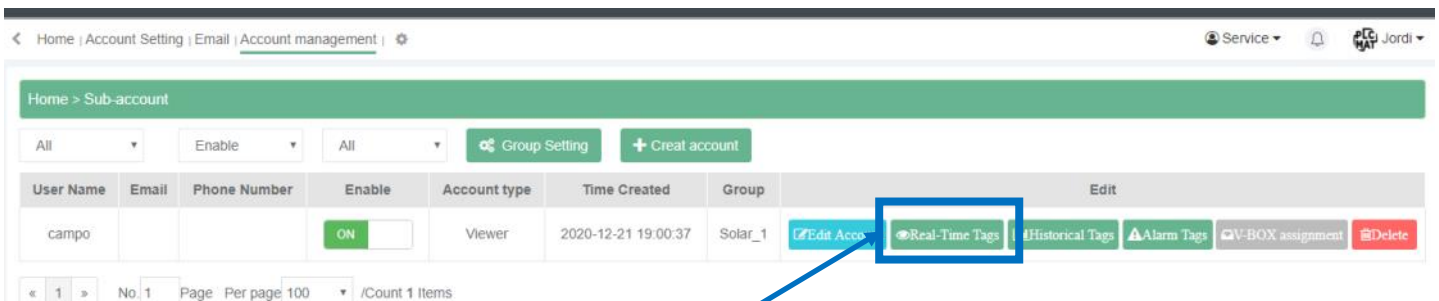 Home | Account Setting | Email | Account management |
Service
PLC MAT Jordi
Home > Sub-account
All Enable All Group Setting + Creat account
User Name Email Phone Number Enable Account type Time Created Group Edit
campo ON Viewer 2020-12-21 19:00:37 Solar_1 Edit Real-Time Tags Historical Tags Alarm Tags V-BOX assignment Delete
« 1 » No. 1 Page Per page 100 /Count 1 Items